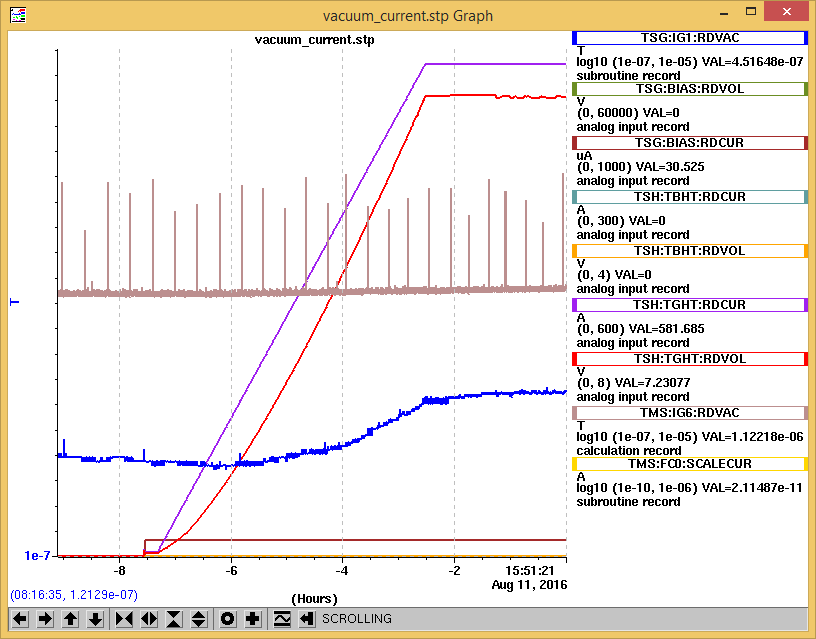 vacuum_current.stp Graph
vacuum_current.stp
T
1e-7
-8
-6
-4
-2
15:51:21
Aug 11, 2016
(Hours)
(08:16:35, 1.2129e-07)
TSG:IG1:RDVAC
T
log10 (1e-07, 1e-05) VAL=4.51648e-07
subroutine record
TSG:BIAS:RDVOL
V
(0, 60000) VAL=0
analog input record
TSG:BIAS:RDCUR
uA
(0, 1000) VAL=30.525
analog input record
TSH:TBHT:RDCUR
A
(0, 300) VAL=0
analog input record
TSH:TBHT:RDVOL
V
(0, 4) VAL=0
analog input record
TSH:TGHT:RDCUR
A
(0, 600) VAL=581.685
analog input record
TSH:TGHT:RDVOL
V
(0, 8) VAL=7.23077
analog input record
TMS:IG6:RDVAC
T
log10 (1e-07, 1e-05) VAL=1.12218e-06
calculation record
TMS:FC0:SCALECUR
A
log10 (1e-10, 1e-06) VAL=2.11487e-11
subroutine record
SCROLLING